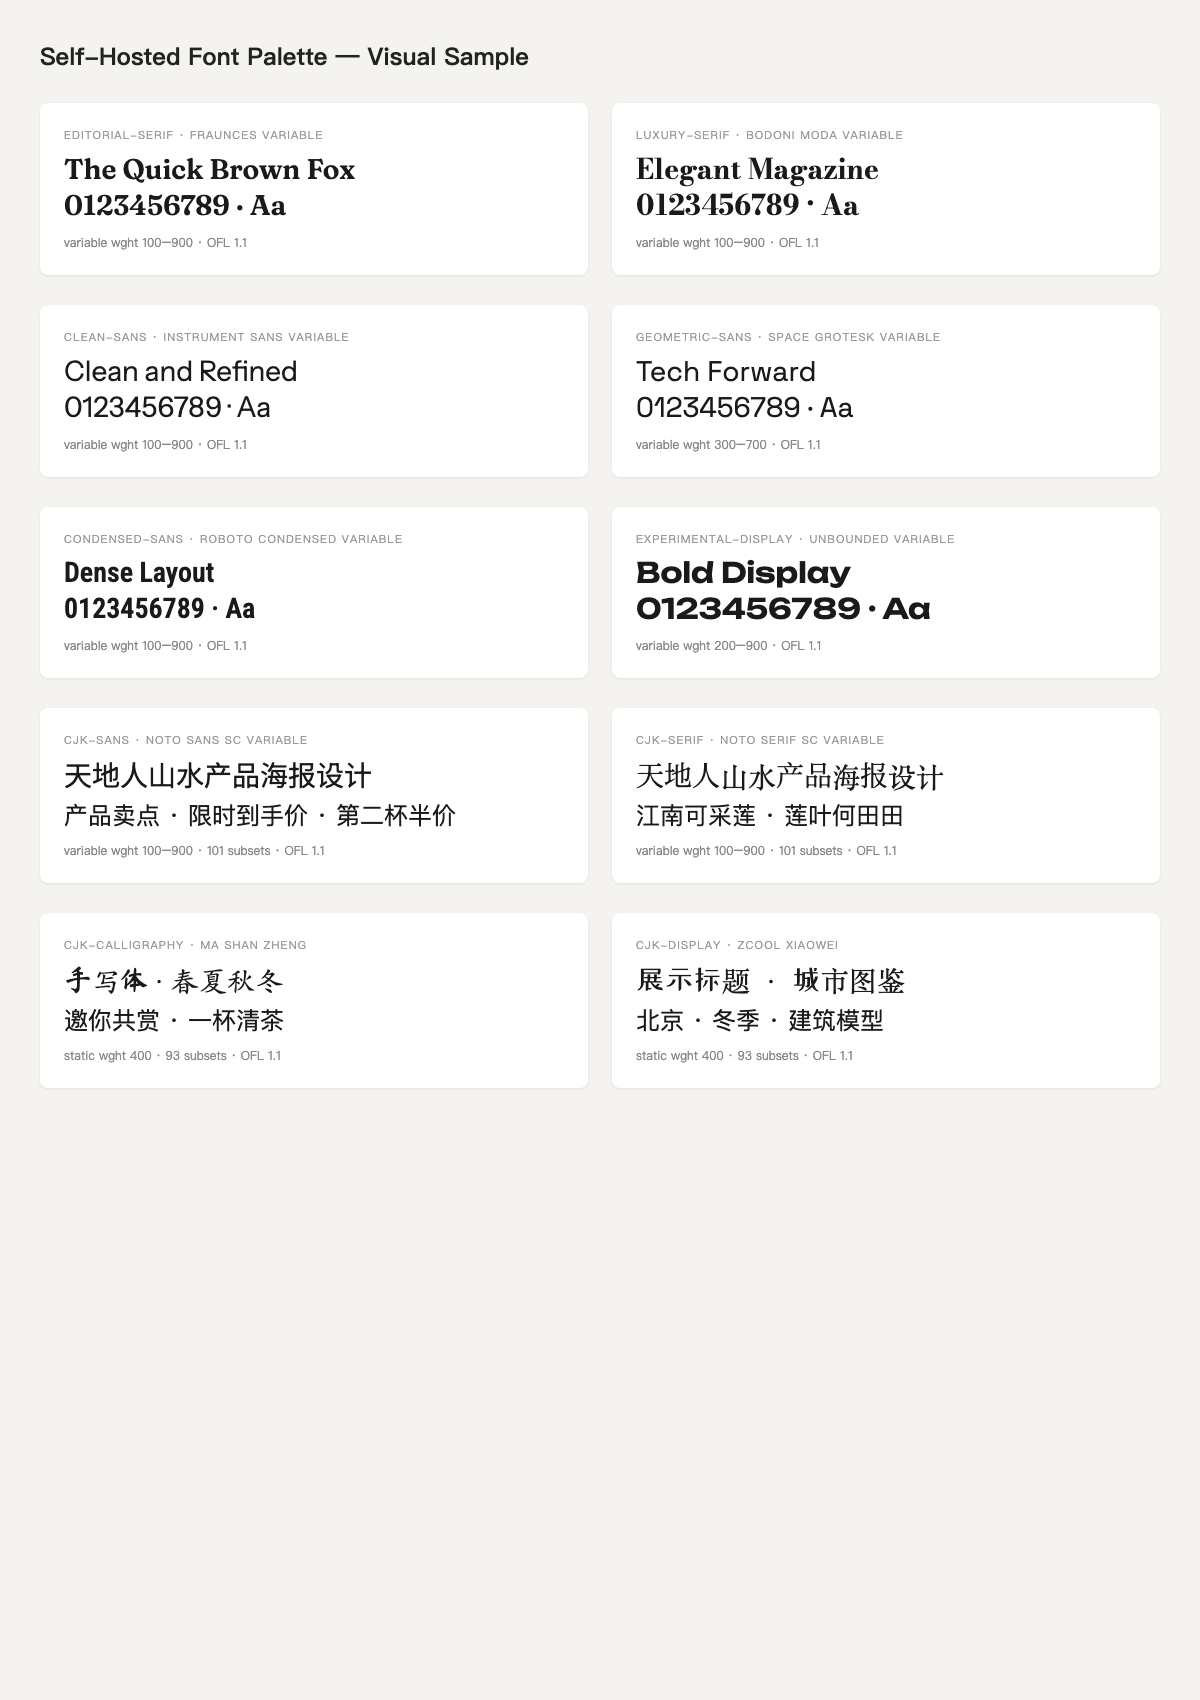 Self-Hosted Font Palette — Visual Sample
EDITORIAL-SERIF · FRAUNCES VARIABLE
The Quick Brown Fox
0123456789 · Aa
variable wght 100–900 · OFL 1.1
LUXURY-SERIF · BODONI MODA VARIABLE
Elegant Magazine
0123456789 · Aa
variable wght 100–900 · OFL 1.1
CLEAN-SANS · INSTRUMENT SANS VARIABLE
Clean and Refined
0123456789 · Aa
variable wght 100–900 · OFL 1.1
GEOMETRIC-SANS · SPACE GROTESK VARIABLE
Tech Forward
0123456789 · Aa
variable wght 300–700 · OFL 1.1
CONDENSED-SANS · ROBOTO CONDENSED VARIABLE
Dense Layout
0123456789 · Aa
variable wght 100–900 · OFL 1.1
EXPERIMENTAL-DISPLAY · UNBOUNDED VARIABLE
Bold Display
0123456789 · Aa
variable wght 200–900 · OFL 1.1
CJK-SANS · NOTO SANS SC VARIABLE
天地人山水产品海报设计
产品卖点 · 限时到手价 · 第二杯半价
variable wght 100–900 · 101 subsets · OFL 1.1
CJK-SERIF · NOTO SERIF SC VARIABLE
天地人山水产品海报设计
江南可采莲 · 莲叶何田田
variable wght 100–900 · 101 subsets · OFL 1.1
CJK-CALLIGRAPHY · MA SHAN ZHENG
手写体 · 春夏秋冬
邀你共赏 · 一杯清茶
static wght 400 · 93 subsets · OFL 1.1
CJK-DISPLAY · ZCOOL XIAOWEI
展示标题 · 城市图鉴
北京 · 冬季 · 建筑模型
static wght 400 · 93 subsets · OFL 1.1